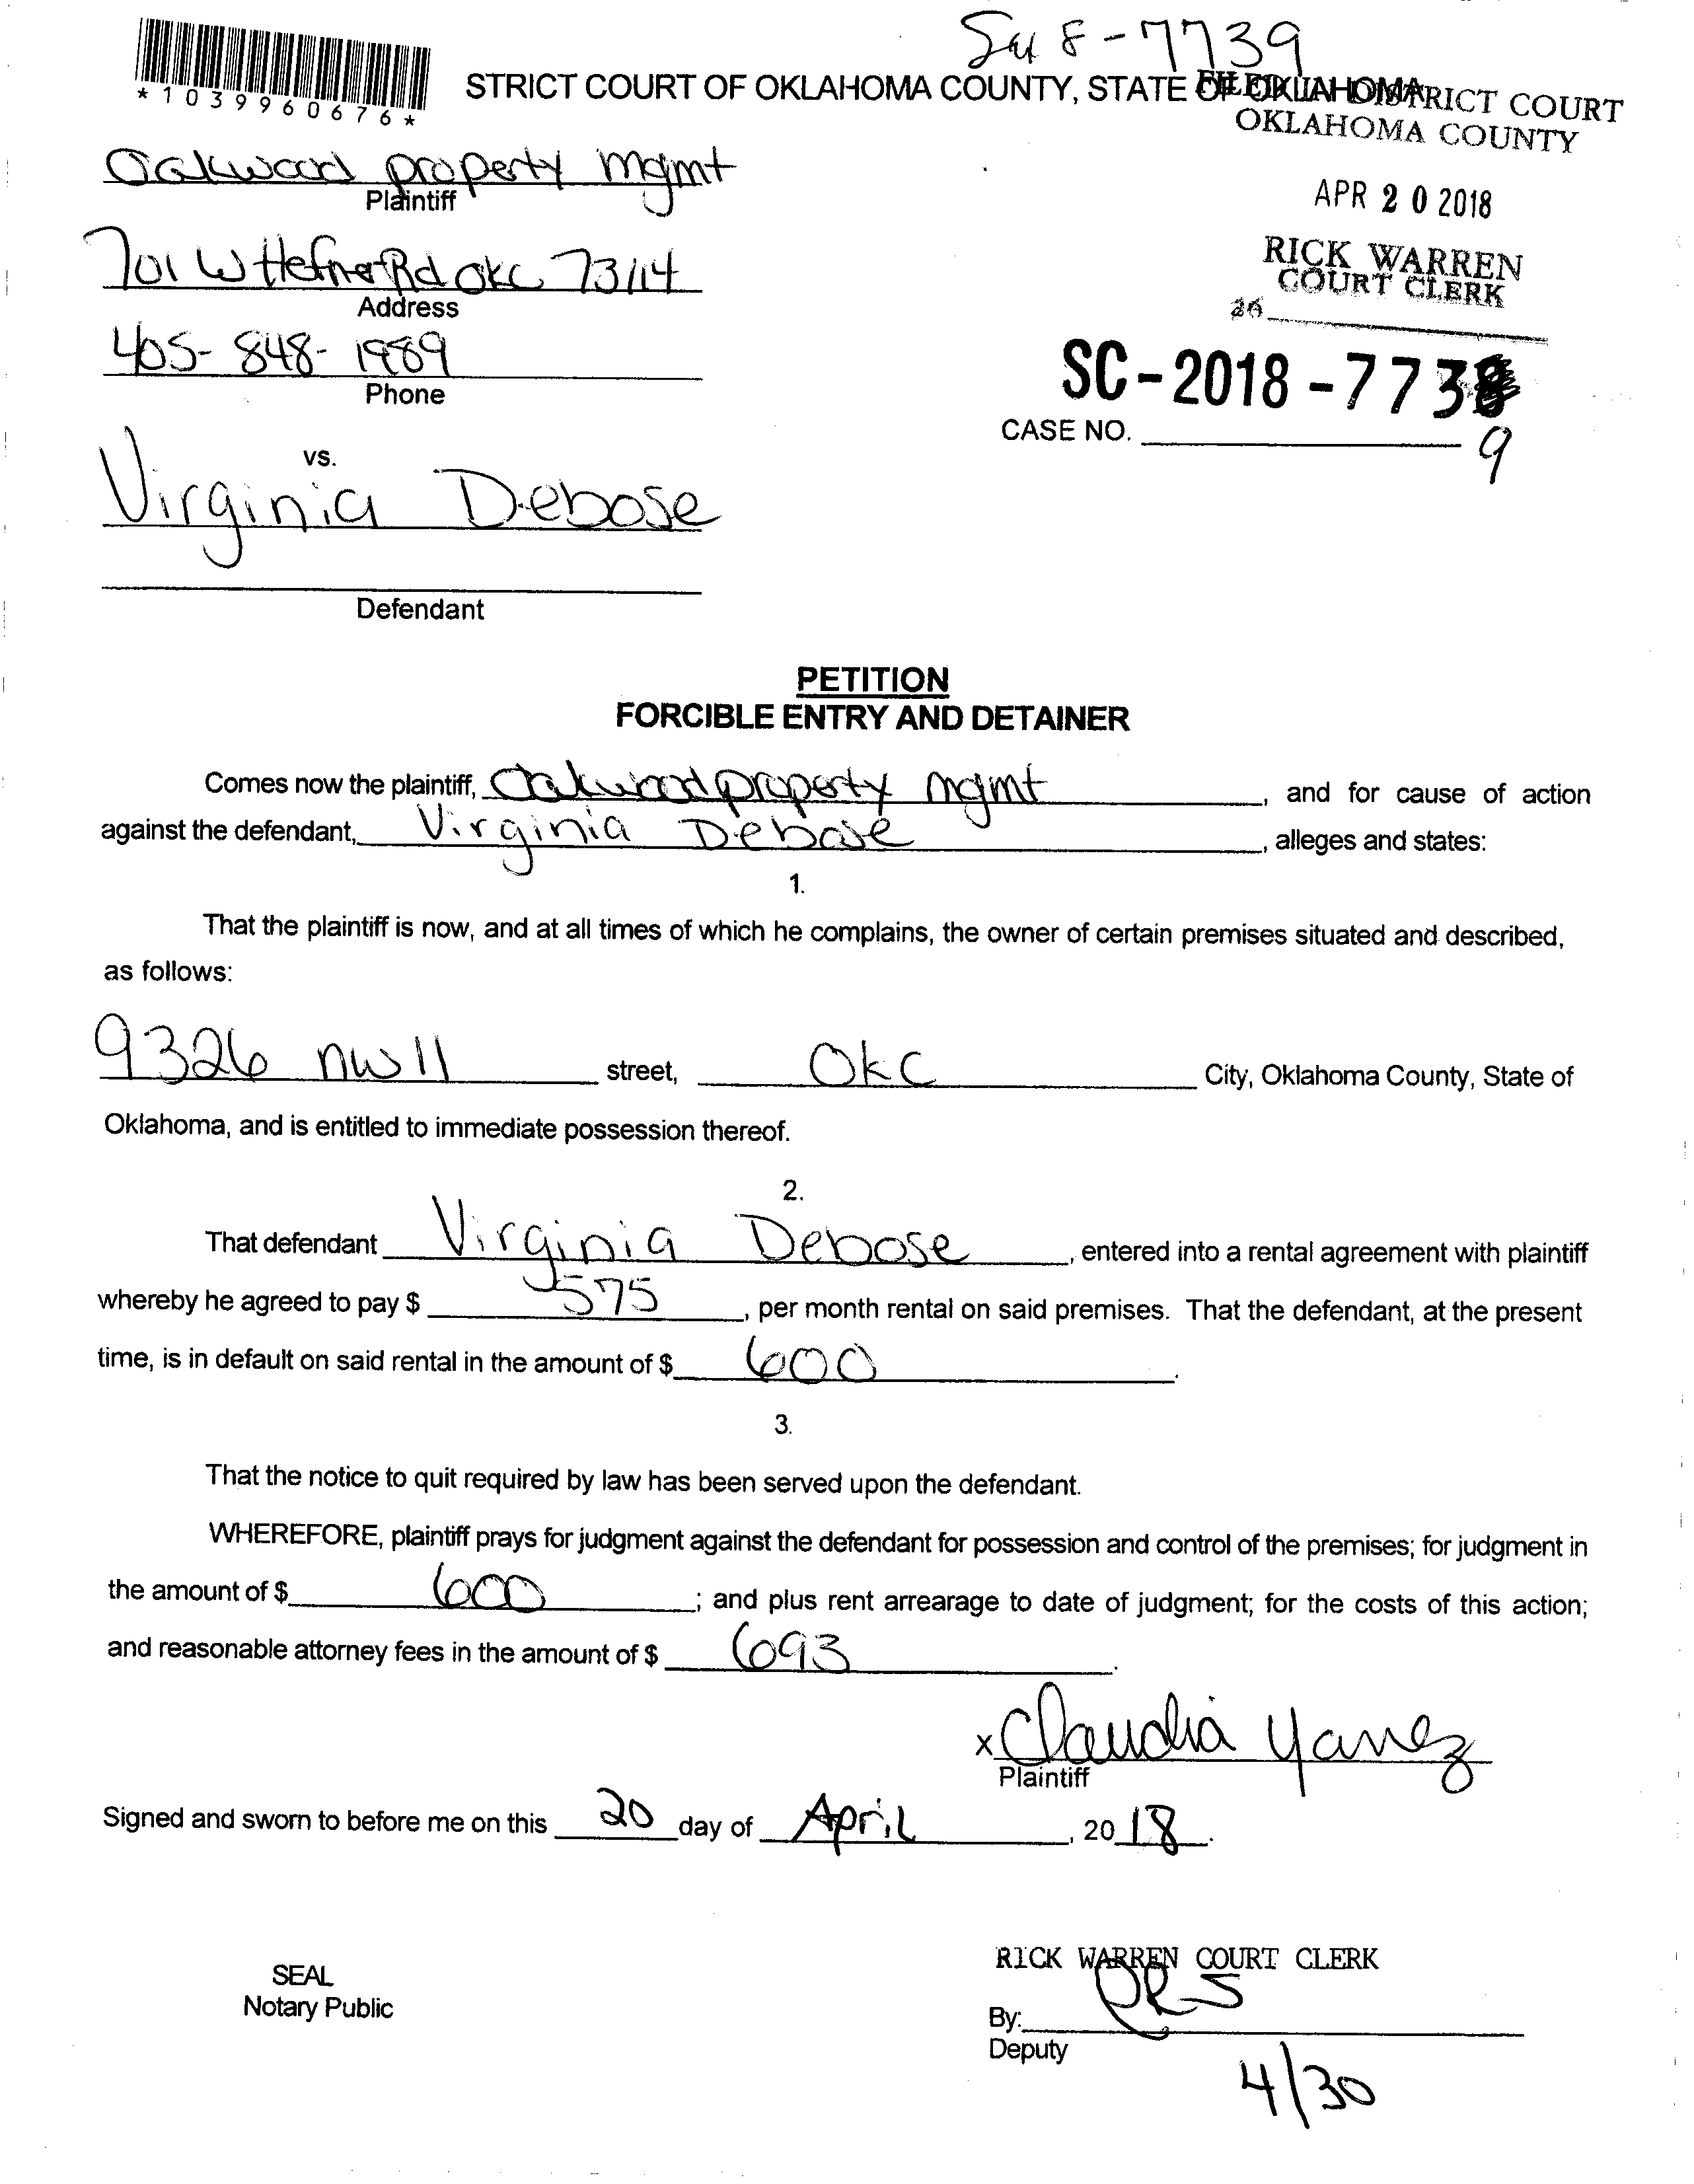 8-7739
*1039960676*
STRICT COURT OF OKLAHOMA COUNTY, STATE OF OKLAHOMA
FILED IN DISTRICT COURT
OKLAHOMA COUNTY
Oakwood property mgmt
Plaintiff
APR 20 2018
701 W Hefner Rd OKC 73114
Address
RICK WARREN
COURT CLERK
405-848-1989
Phone
SC-2018-773
CASE NO.
9
vs.
Virginia Debose
Defendant
PETITION
FORCIBLE ENTRY AND DETAINER
Comes now the plaintiff, Oakwood property mgmt, and for cause of action
against the defendant, Virginia Debose, alleges and states:
1.
That the plaintiff is now, and at all times of which he complains, the owner of certain premises situated and described,
as follows:
9326 NW 11 street, OKC City, Oklahoma County, State of
Oklahoma, and is entitled to immediate possession thereof.
2.
That defendant Virginia Debose, entered into a rental agreement with plaintiff
whereby he agreed to pay $ 575, per month rental on said premises. That the defendant, at the present
time, is in default on said rental in the amount of $ 600.
3.
That the notice to quit required by law has been served upon the defendant.
WHEREFORE, plaintiff prays for judgment against the defendant for possession and control of the premises; for judgment in
the amount of $ 600; and plus rent arrearage to date of judgment; for the costs of this action;
and reasonable attorney fees in the amount of $ 693.
x Claudia Yanez
Plaintiff
Signed and sworn to before me on this 20 day of April, 2018.
RICK WARREN COURT CLERK
SEAL
Notary Public
By:
Deputy
4/30